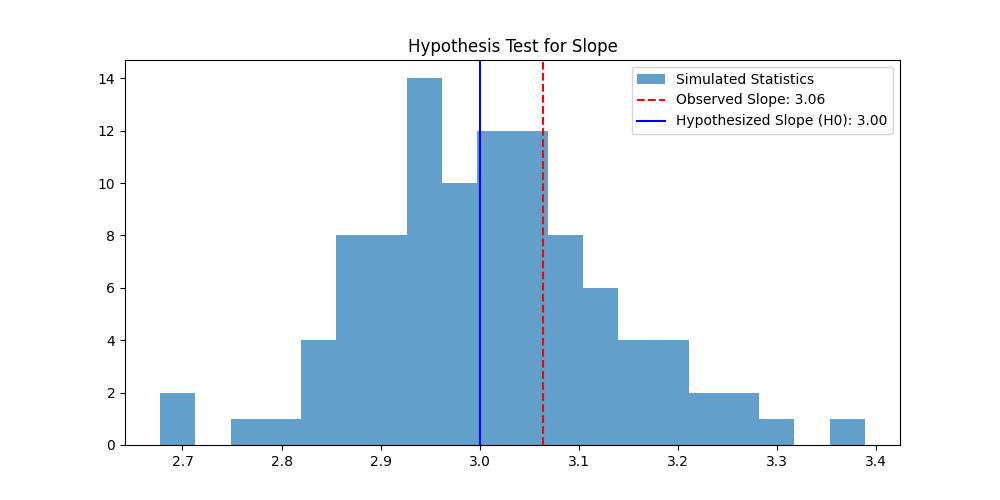 Hypothesis Test for Slope
Simulated Statistics
Observed Slope: 3.06
Hypothesized Slope (H0): 3.00
14
12
10
8
6
4
2
0
2.7 2.8 2.9 3.0 3.1 3.2 3.3 3.4